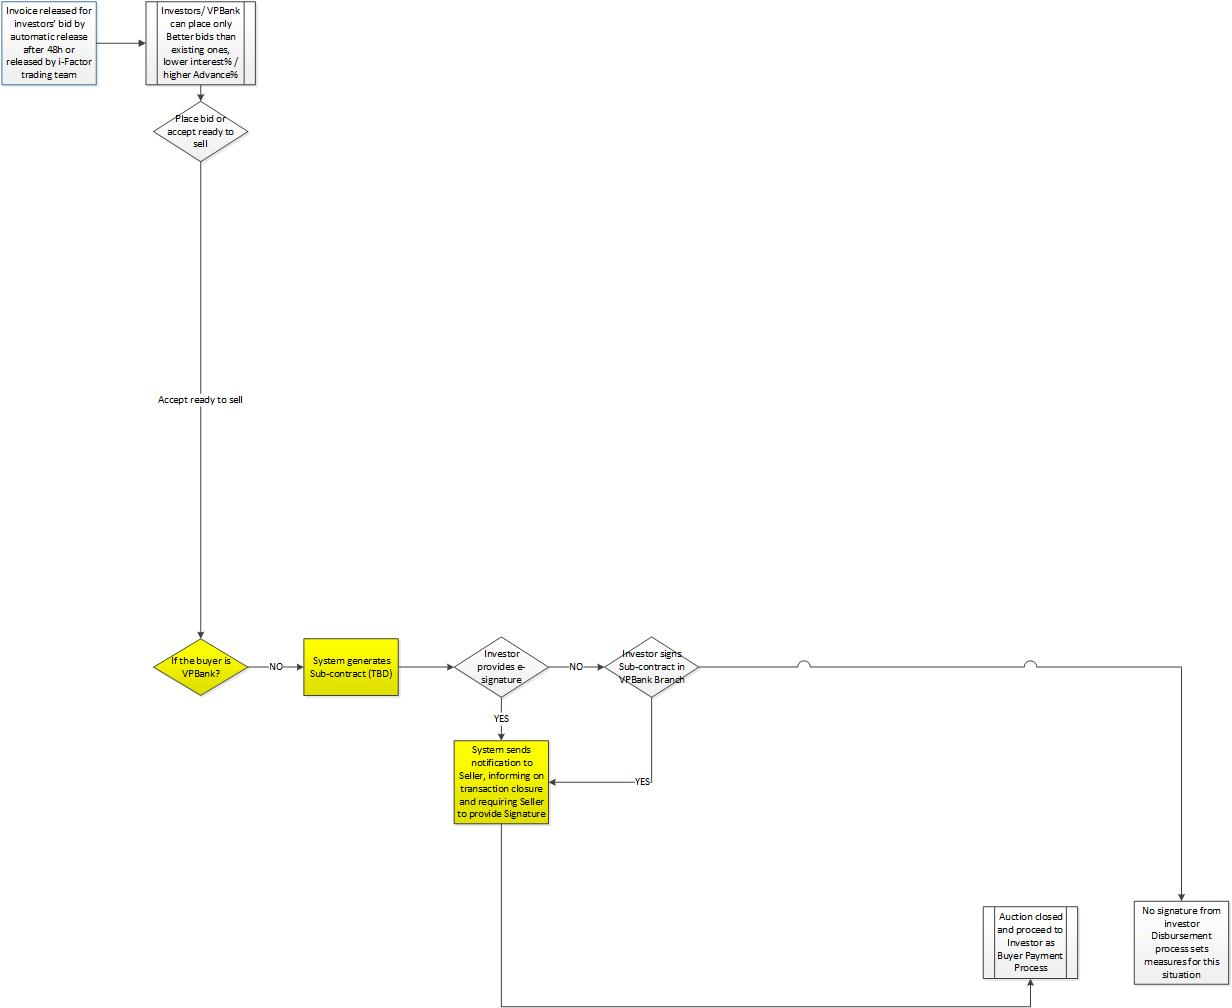 Invoice released for
investors' bid by
automatic release
after 48h or
released by i-Factor
trading team
Investors/ VPBank
can place only
Better bids than
existing ones,
lower interest% /
higher Advance%
Place bid or
accept ready to
sell
Accept ready to sell
If the buyer is
VPBank?
NO
System generates
Sub-contract (TBD)
Investor
provides e-
signature
NO
Investor signs
Sub-contract in
VPBank Branch
YES
System sends
notification to
Seller, informing on
transaction closure
and requiring Seller
to provide Signature
YES
Auction closed
and proceed to
Investor as
Buyer Payment
Process
No signature from
investor
Disbursement
process sets
measures for this
situation